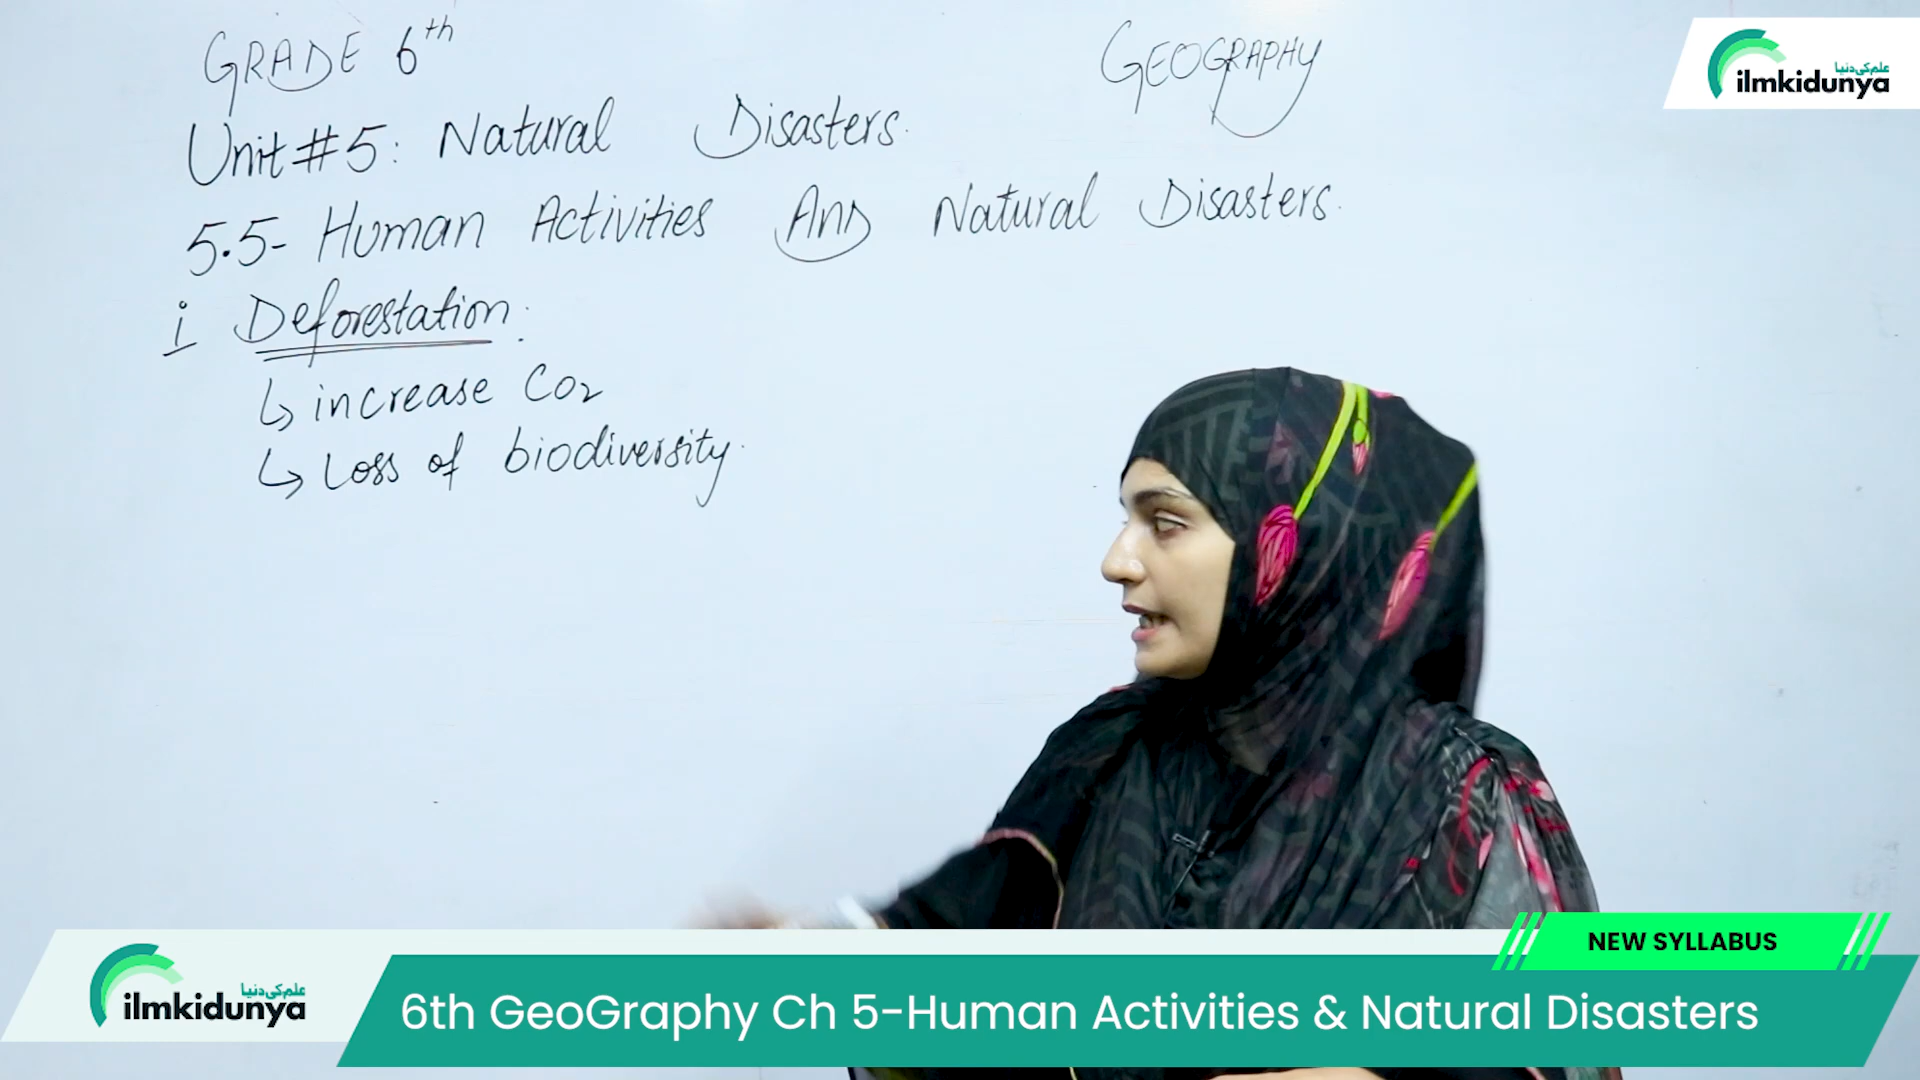 GRADE 6th
GEOGRAPHY
Unit #5: Natural Disasters.
5.5- Human Activities AND Natural Disasters.
i Deforestation:
↳ increase CO2
↳ Loss of biodiversity.
علم کی دنیا
ilmkidunya
NEW SYLLABUS
علم کی دنیا
ilmkidunya
6th GeoGraphy Ch 5-Human Activities & Natural Disasters